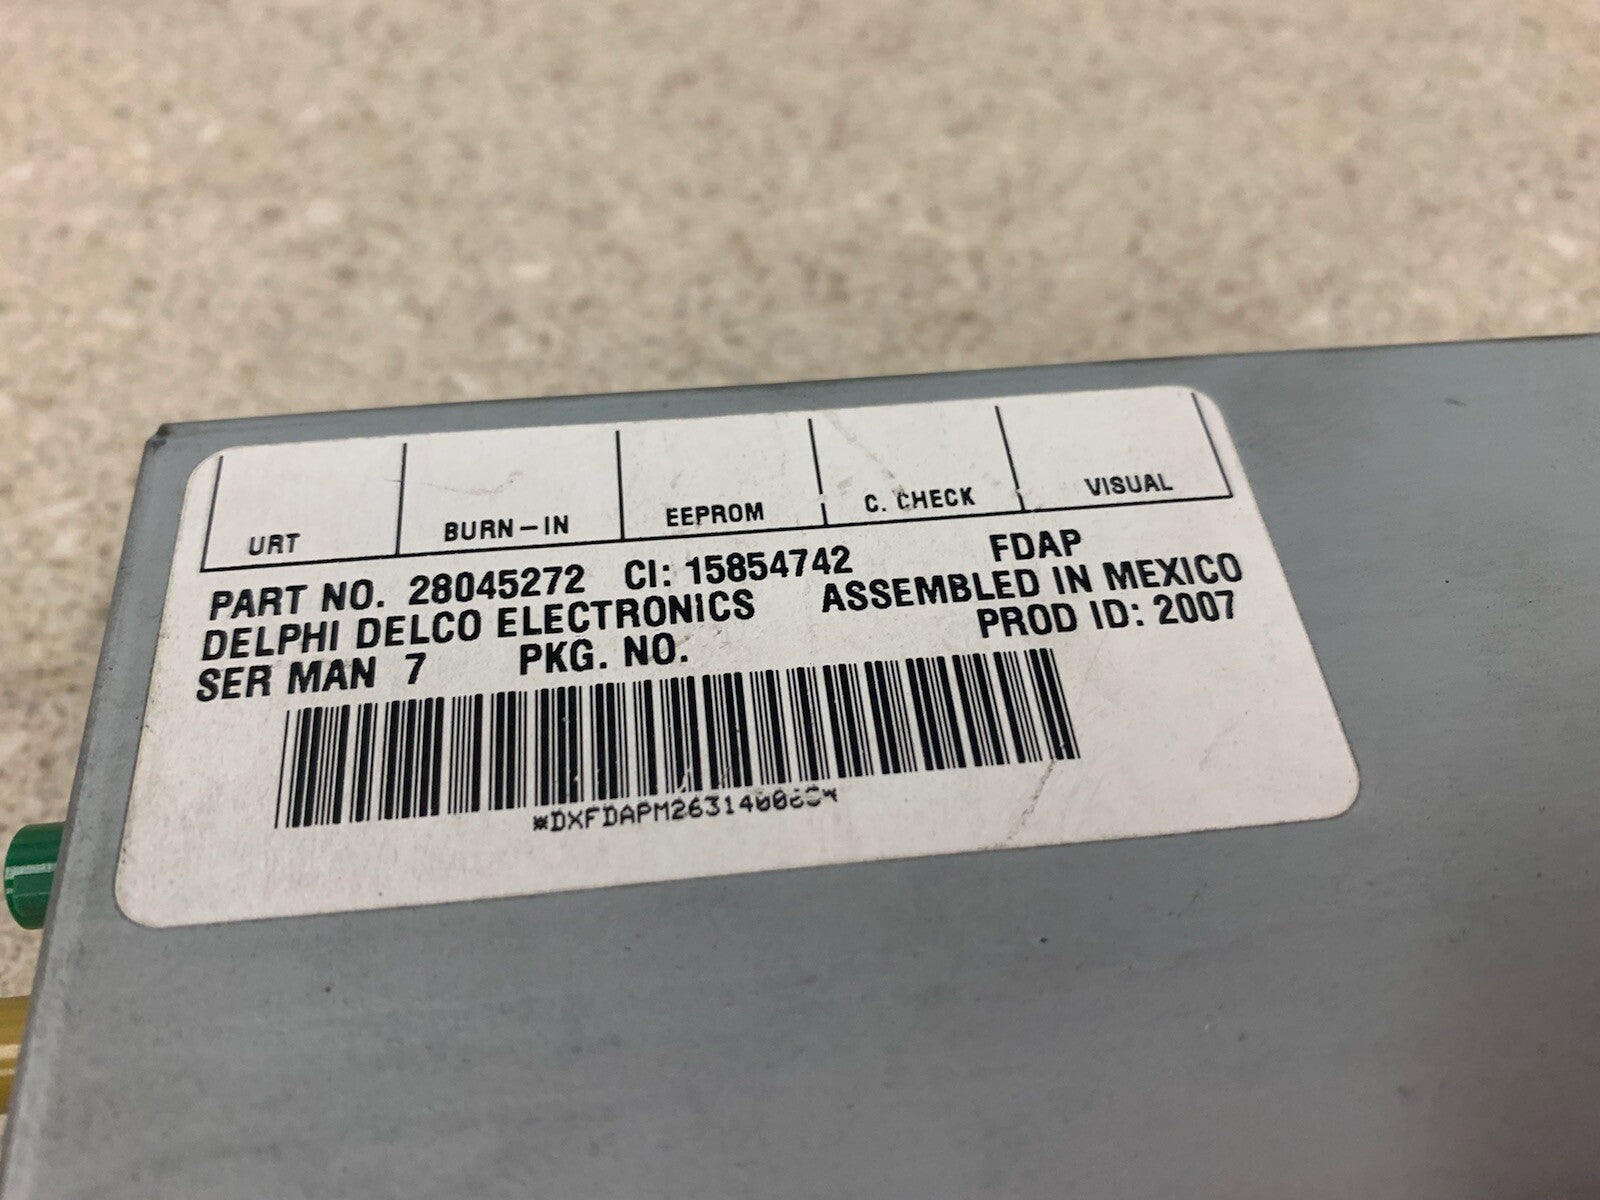 URT BURN-IN EEPROM C. CHECK VISUAL
PART NO. 28045272 CI: 15854742 FDAP
DELPHI DELCO ELECTRONICS ASSEMBLED IN MEXICO
SER MAN 7 PKG. NO. PROD ID: 2007